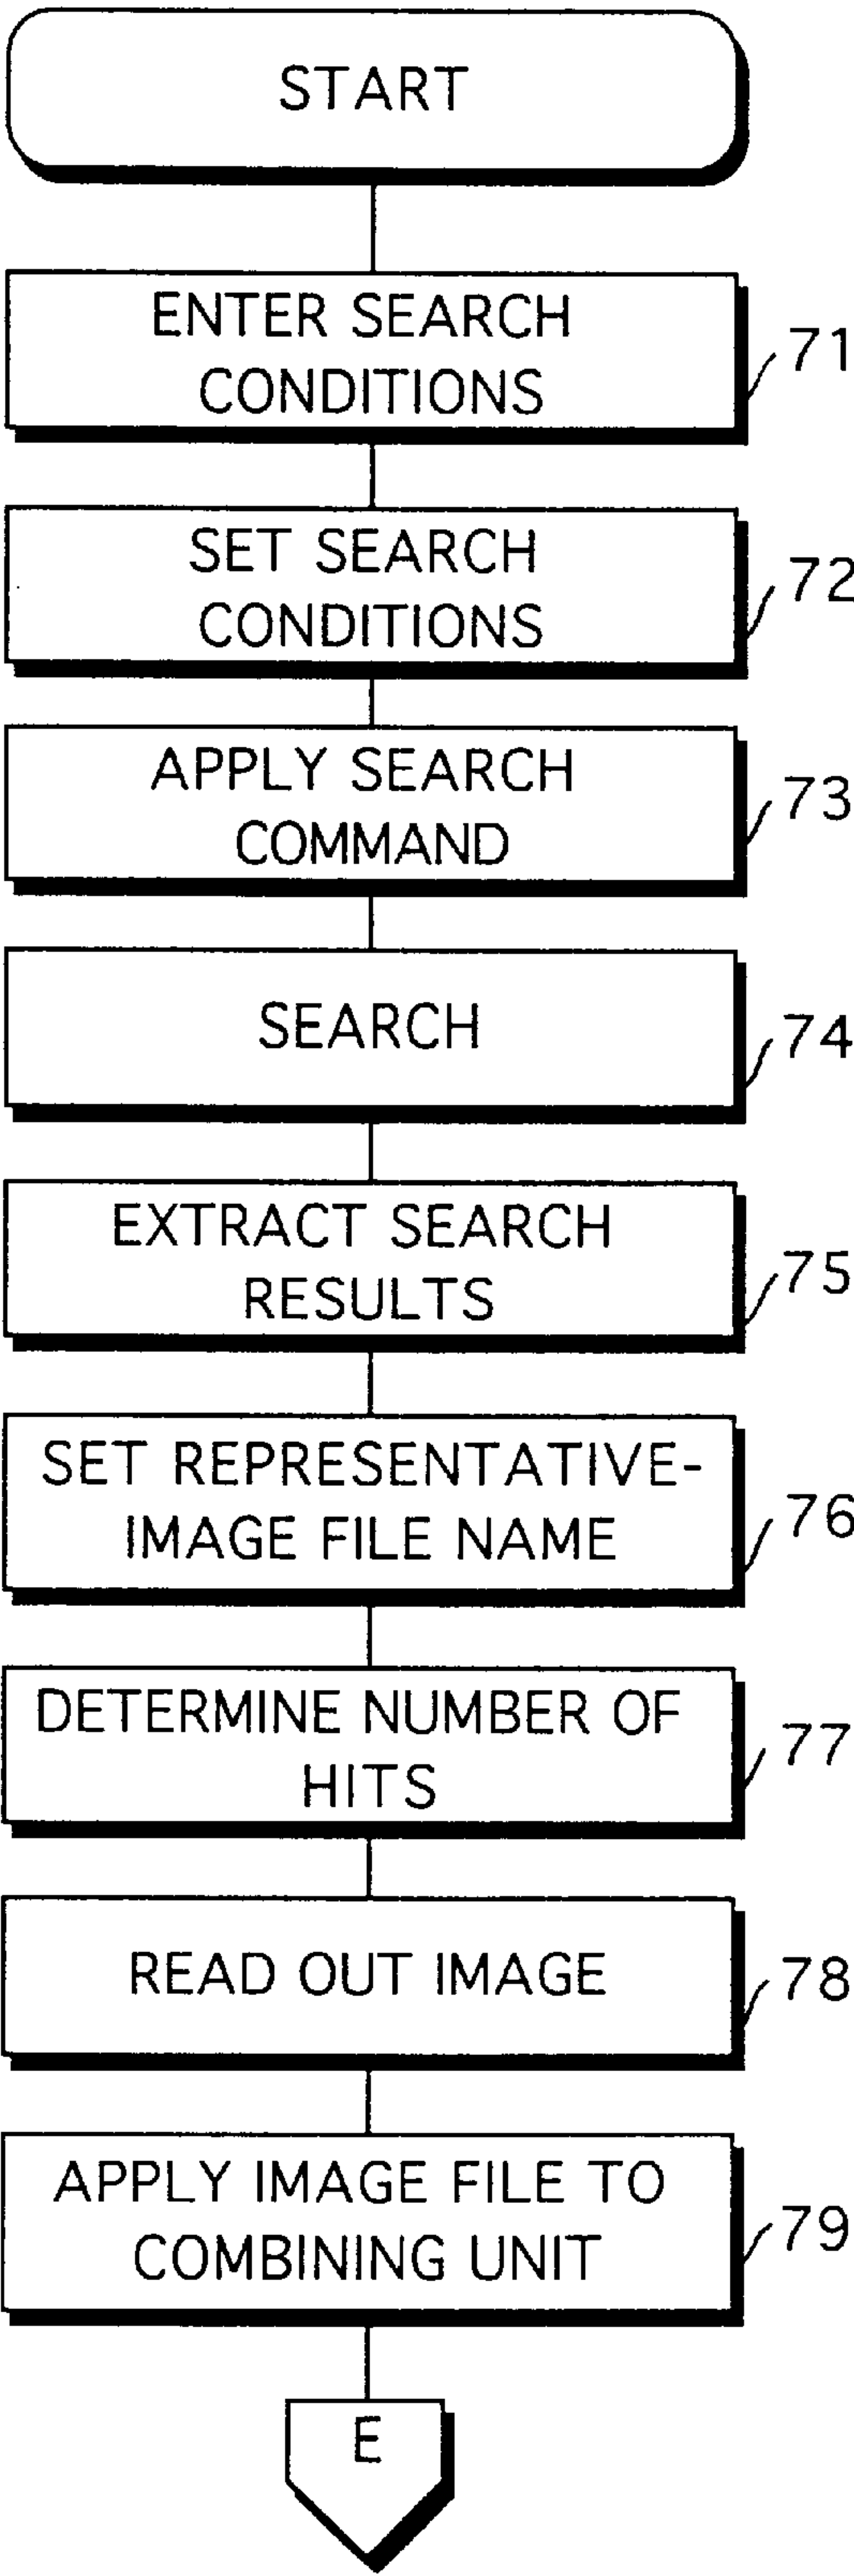 START
ENTER SEARCH
CONDITIONS
71
SET SEARCH
CONDITIONS
72
APPLY SEARCH
COMMAND
73
SEARCH
74
EXTRACT SEARCH
RESULTS
75
SET REPRESENTATIVE-
IMAGE FILE NAME
76
DETERMINE NUMBER OF
HITS
77
READ OUT IMAGE
78
APPLY IMAGE FILE TO
COMBINING UNIT
79
E